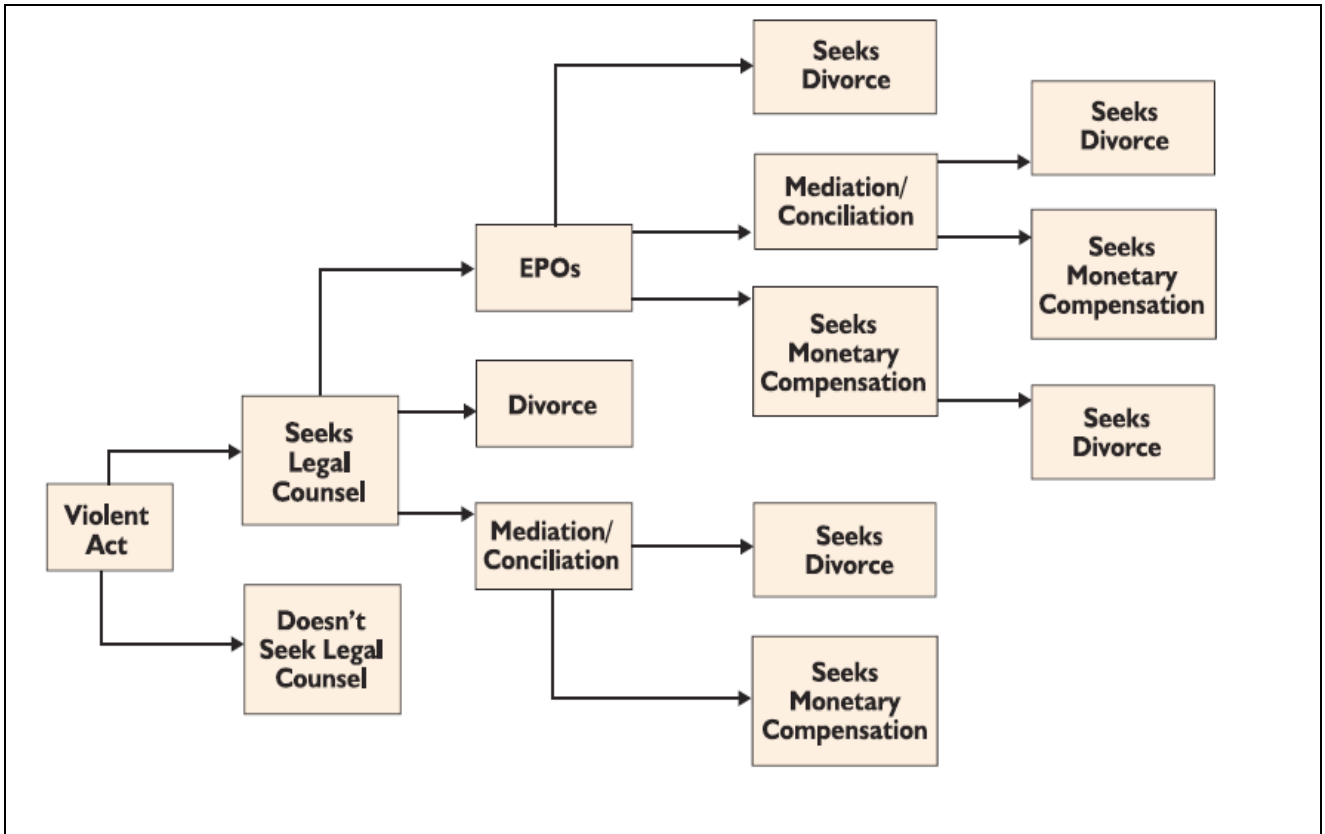 Violent
Act
Seeks
Legal
Counsel
Doesn't
Seek Legal
Counsel
EPOs
Divorce
Mediation/
Conciliation
Seeks
Divorce
Mediation/
Conciliation
Seeks
Monetary
Compensation
Seeks
Divorce
Seeks
Monetary
Compensation
Seeks
Divorce
Seeks
Monetary
Compensation
Seeks
Divorce